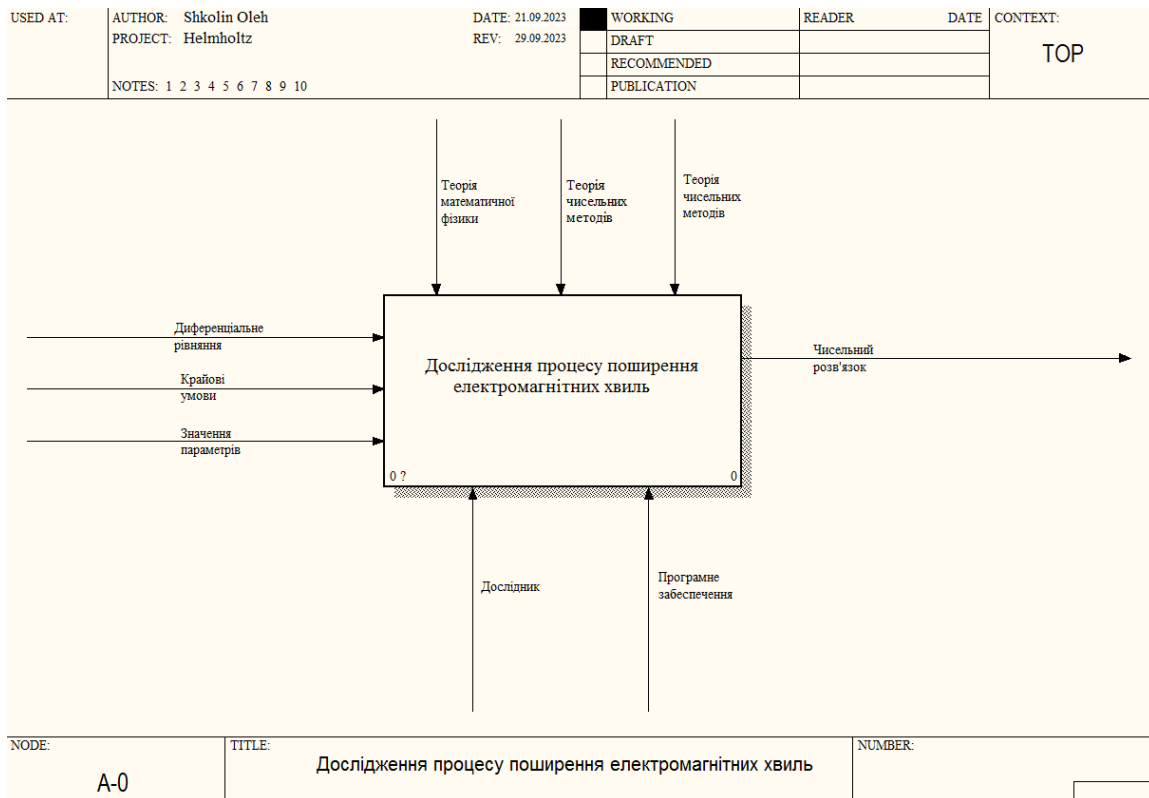 USED AT:
AUTHOR: Shkolin Oleh
DATE: 21.09.2023
PROJECT: Helmholtz
REV: 29.09.2023
NOTES: 1 2 3 4 5 6 7 8 9 10
WORKING
DRAFT
RECOMMENDED
PUBLICATION
READER DATE
CONTEXT:
TOP
Теорія
математичної
фізики
Теорія
чисельних
методів
Теорія
чисельних
методів
Диференціальне
рівняння
Крайові
умови
Значення
параметрів
Дослідження процесу поширення
електромагнітних хвиль
0 ?
0
Чисельний
розв'язок
Дослідник
Програмне
забеспечення
NODE:
A-0
TITLE:
Дослідження процесу поширення електромагнітних хвиль
NUMBER: